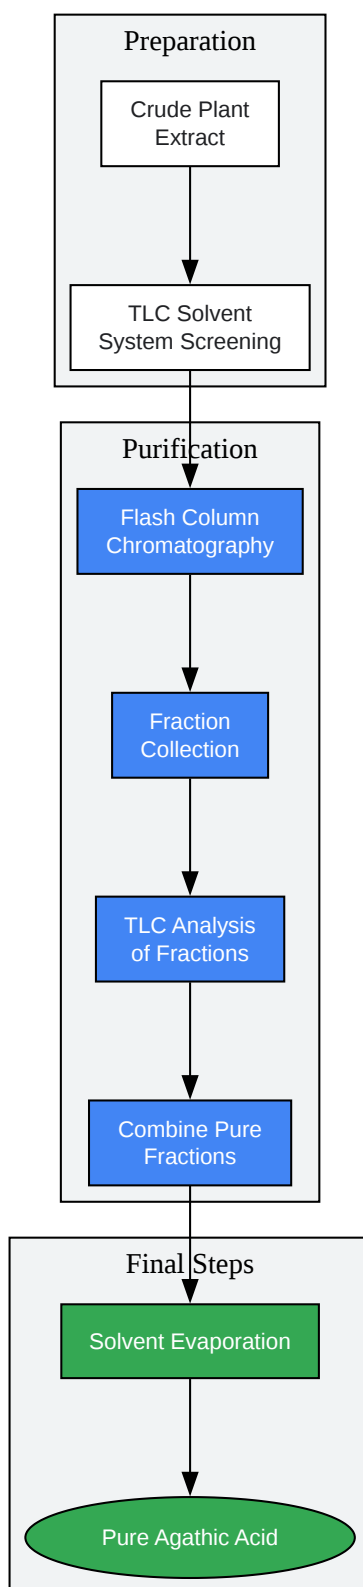 Preparation
Crude Plant
Extract
TLC Solvent
System Screening
Purification
Flash Column
Chromatography
Fraction
Collection
TLC Analysis
of Fractions
Combine Pure
Fractions
Final Steps
Solvent Evaporation
Pure Agathic Acid